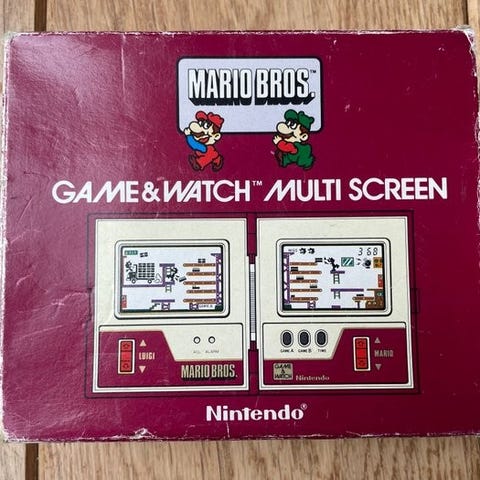 MARIO BROS.™
GAME & WATCH™ MULTI SCREEN
368
LUIGI
ACL ALARM
MARIO BROS.
GAME A GAME B TIME
MARIO
GAME & WATCH
Nintendo
Nintendo®